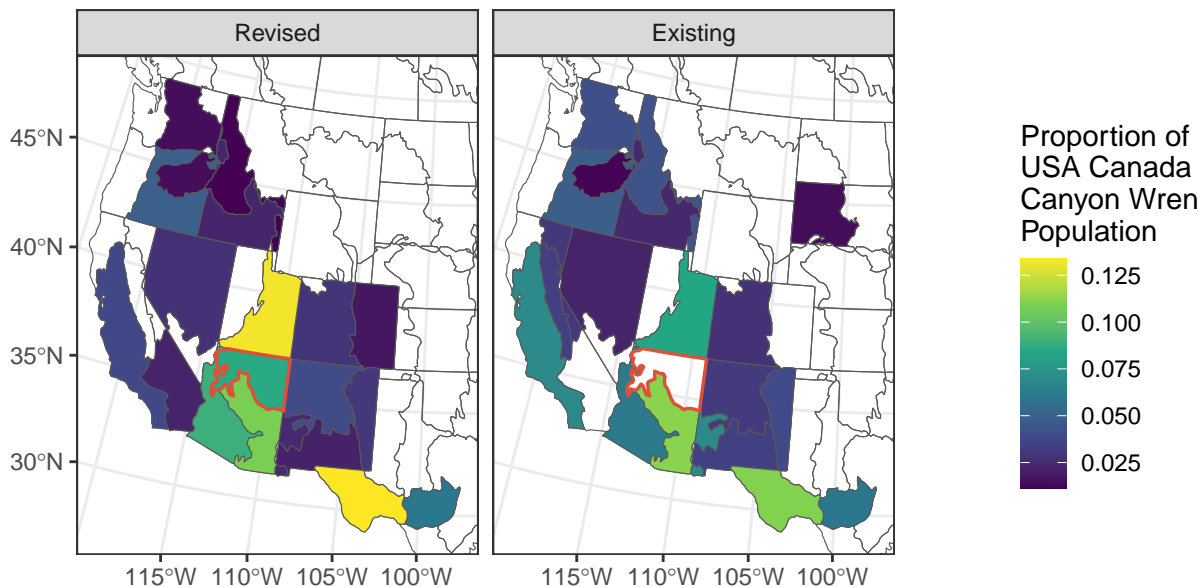 Revised
Existing
45°N
40°N
35°N
30°N
115°W 110°W 105°W 100°W
115°W 110°W 105°W 100°W
Proportion of
USA Canada
Canyon Wren
Population
0.125
0.100
0.075
0.050
0.025